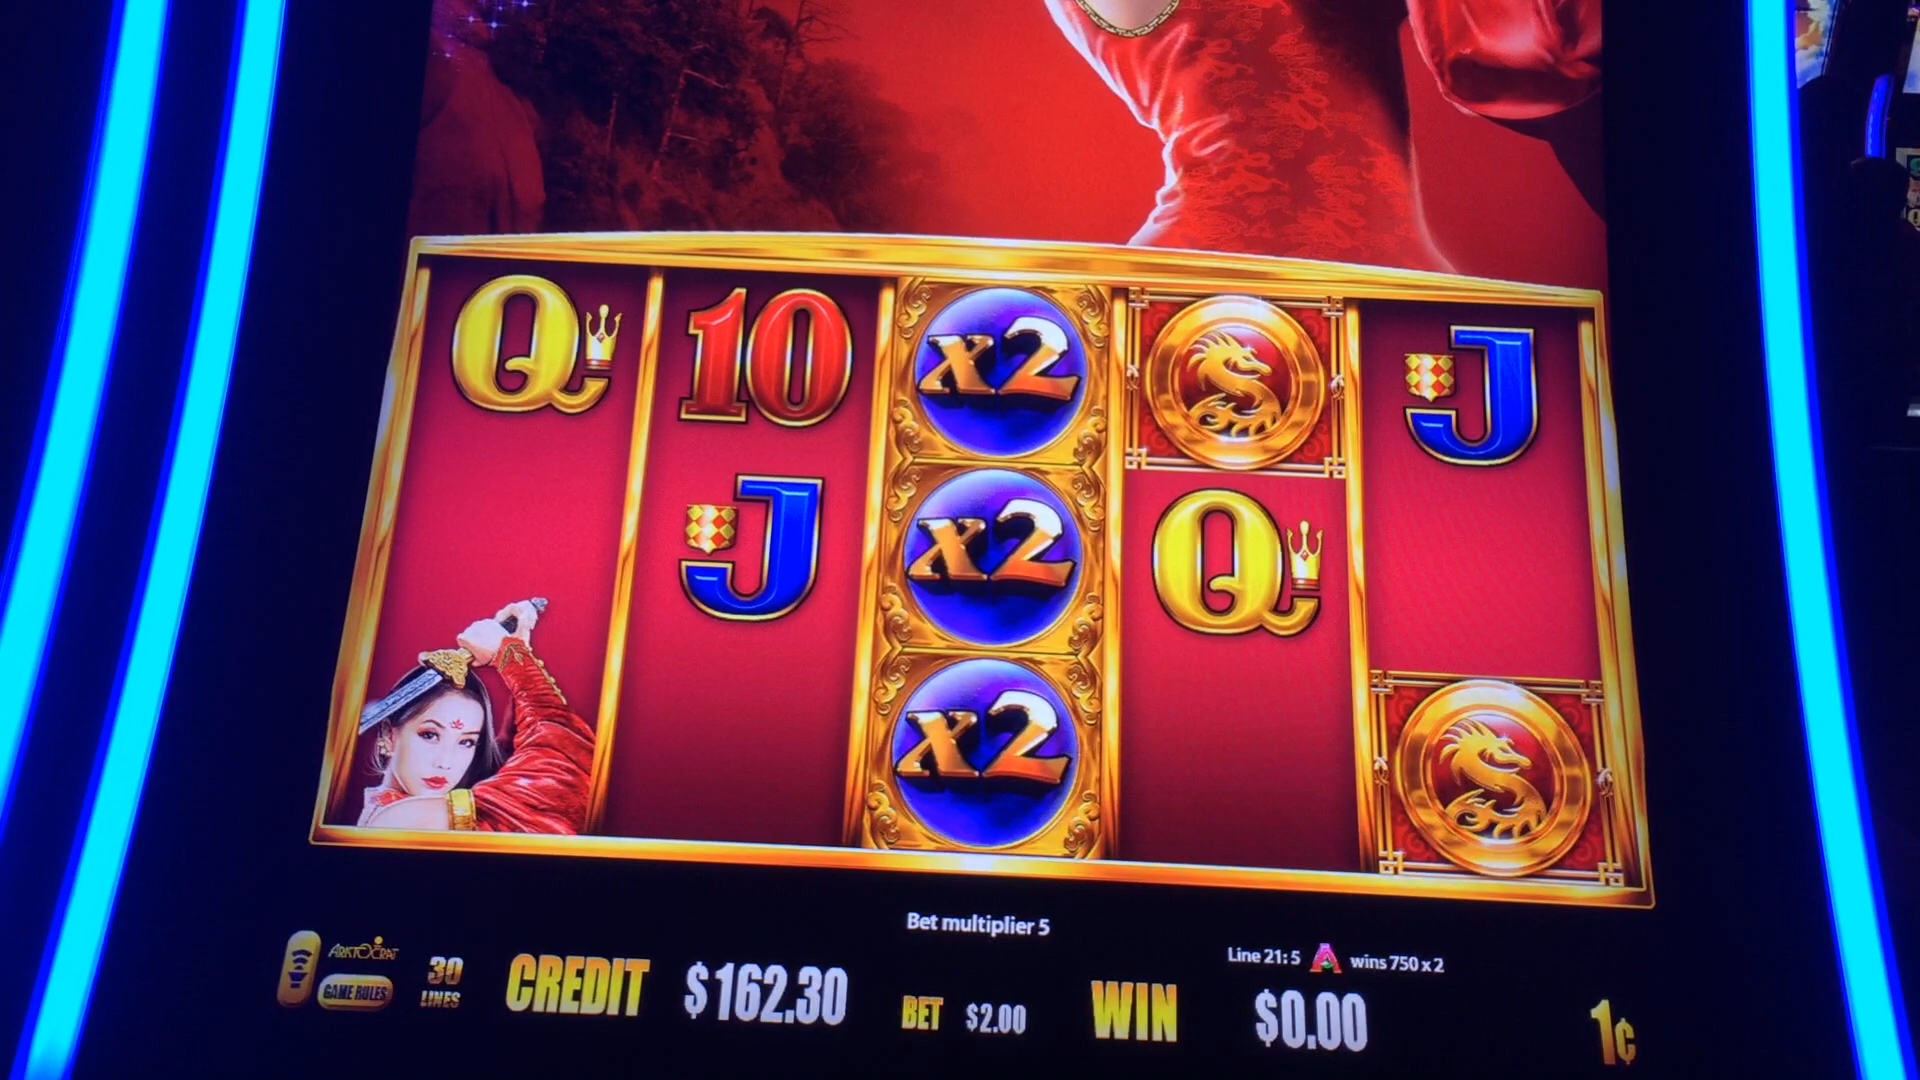 Q 10 x2 J
J x2 Q
x2
Bet multiplier 5
Line 21: 5 A wins 750 x 2
ARISTOCRAT
GAME RULES
30
LINES
CREDIT $162.30
BET $2.00
WIN $0.00
1¢